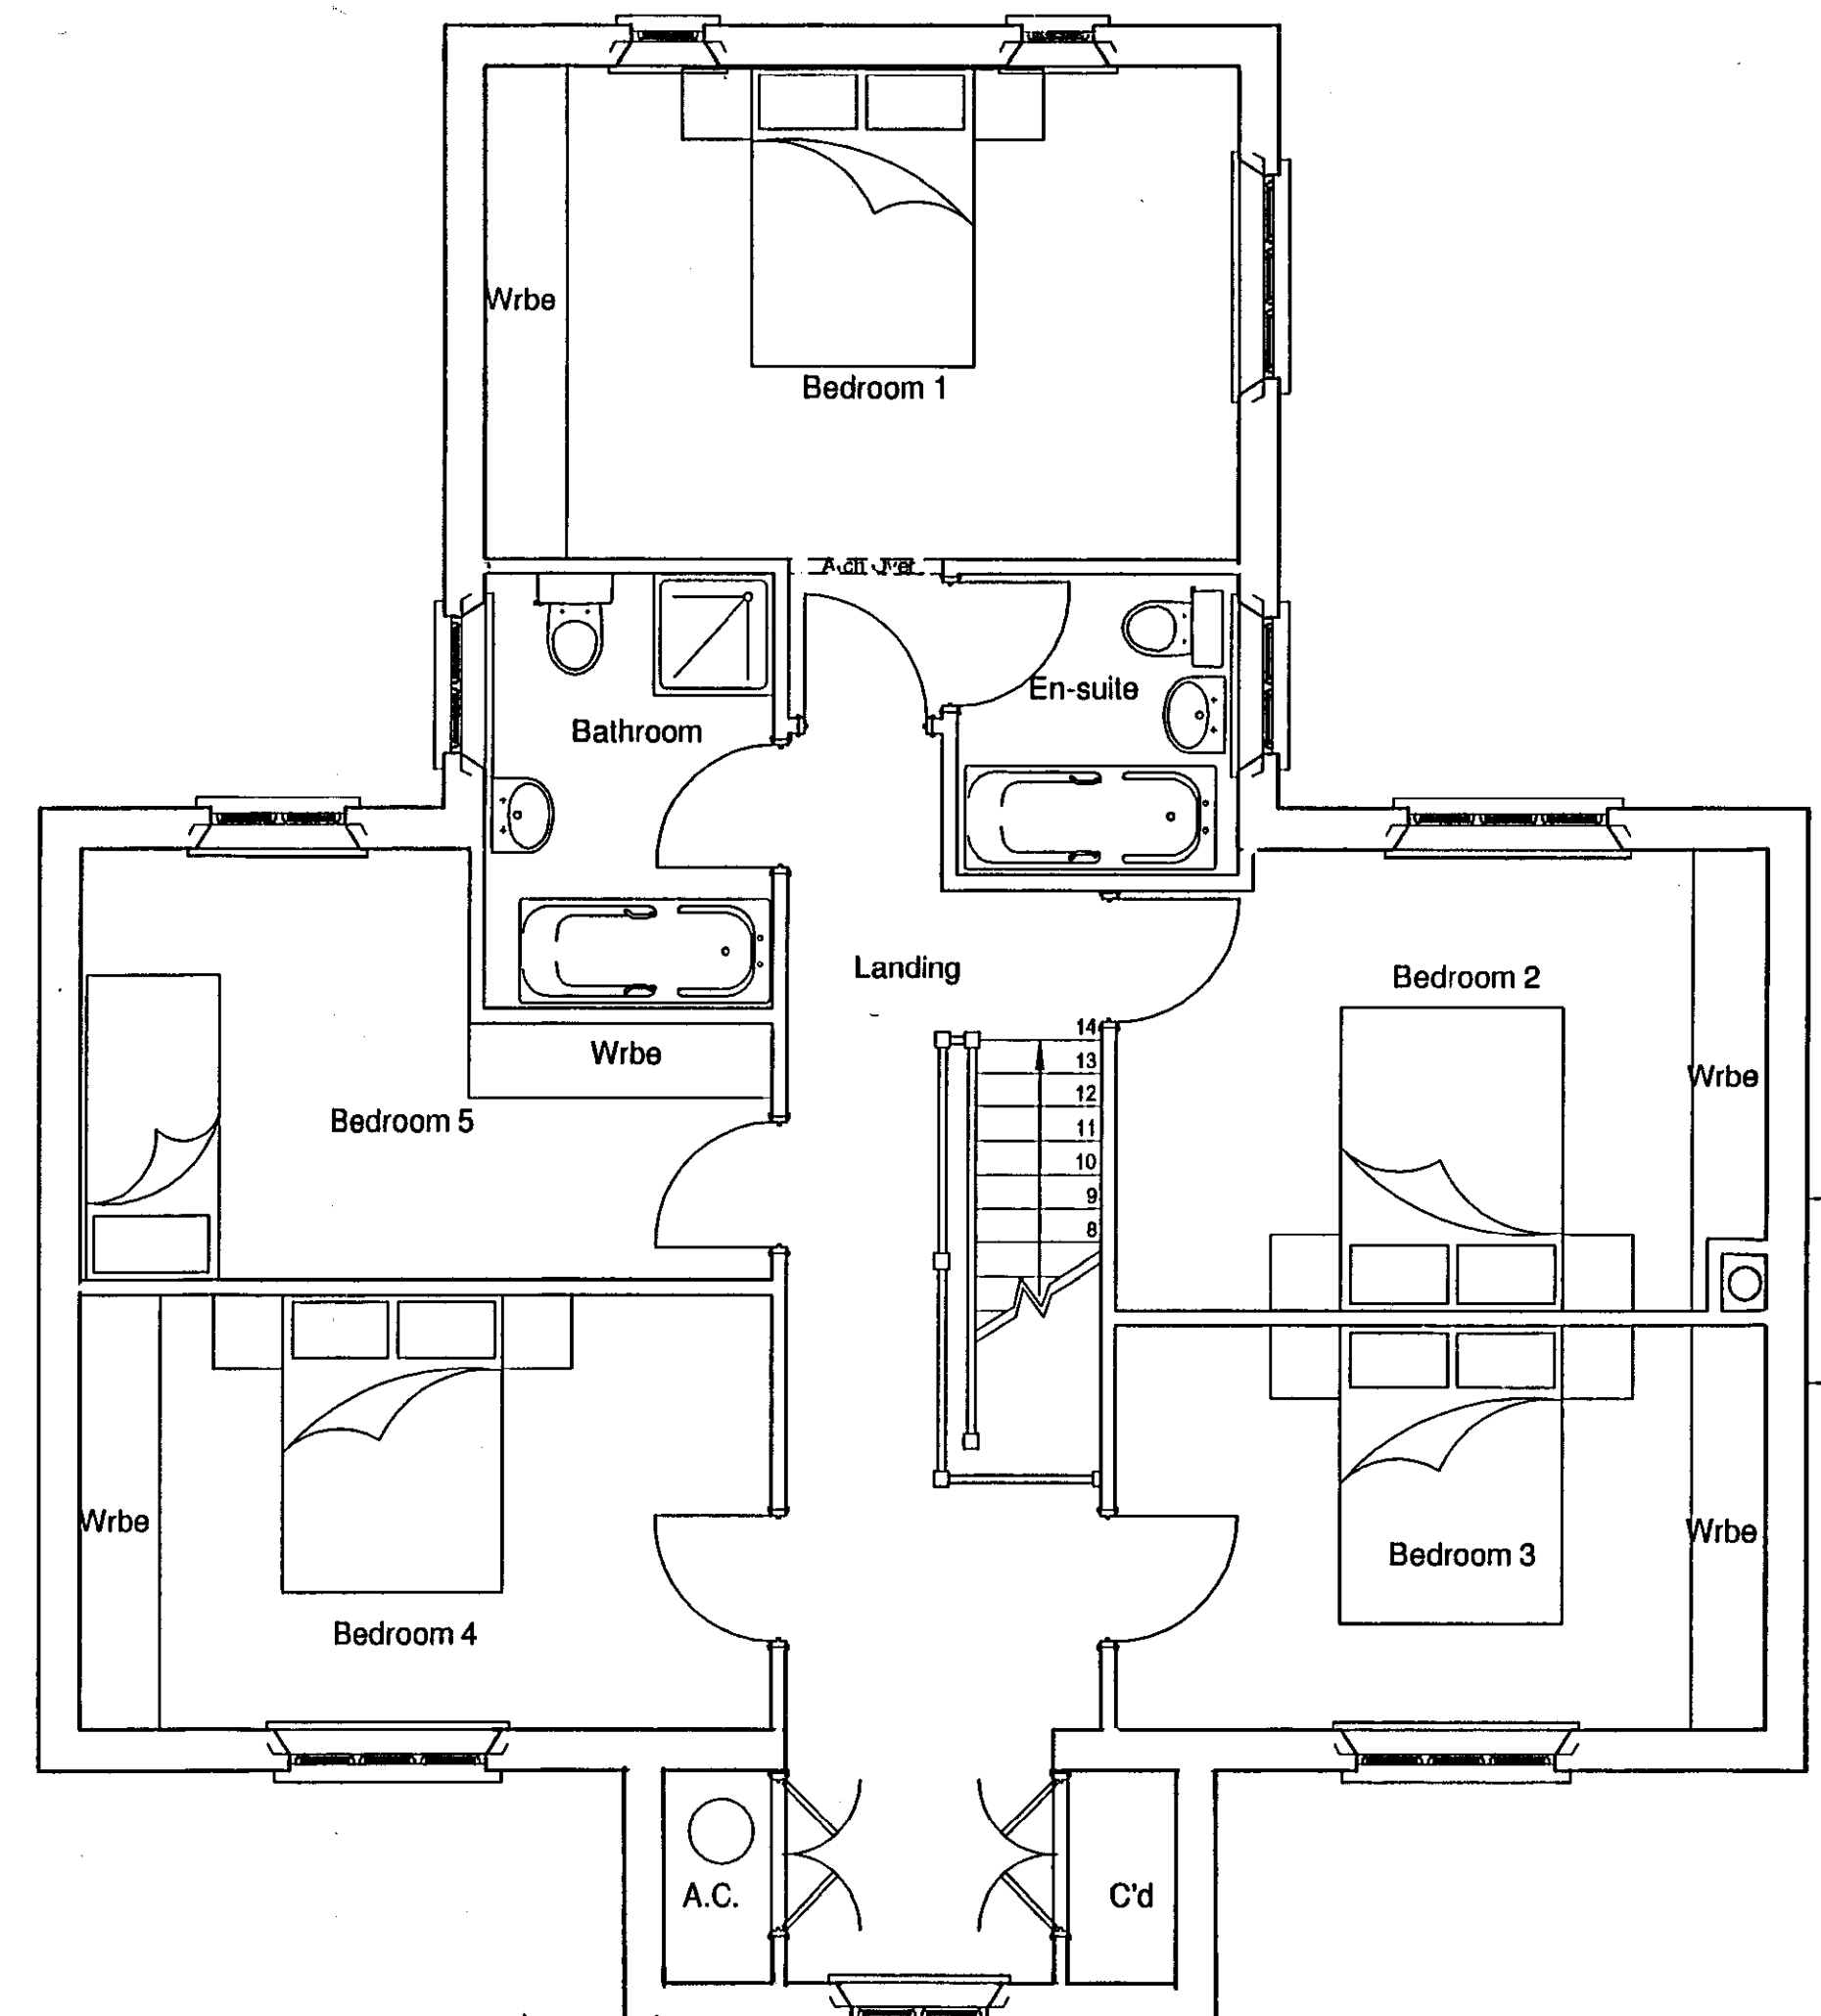 Wrbe
Bedroom 1
En-suite
Bathroom
Landing
Bedroom 2
14
13
12
11
10
9
8
Wrbe
Wrbe
Bedroom 5
Wrbe
Bedroom 3
Wrbe
Bedroom 4
A.C.
C'd